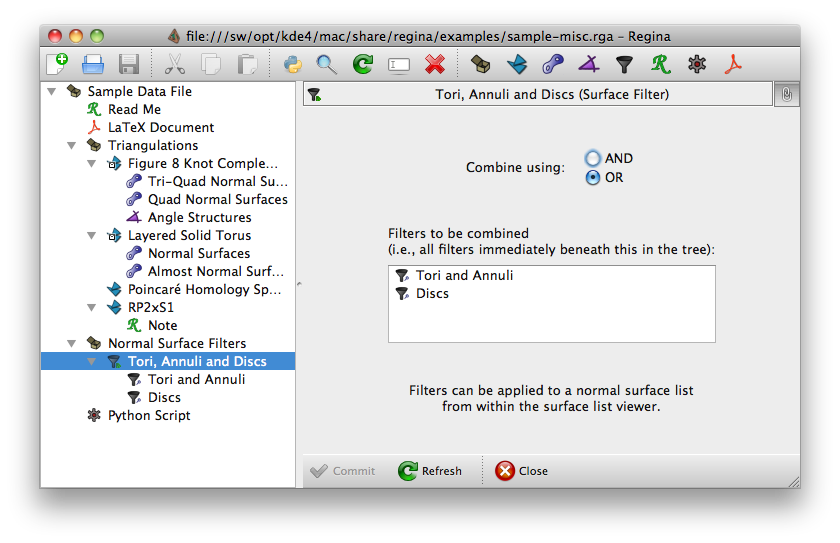 file:///sw/opt/kde4/mac/share/regina/examples/sample-misc.rga – Regina
Sample Data File
Read Me
LaTeX Document
Triangulations
Figure 8 Knot Comple...
Tri-Quad Normal Su...
Quad Normal Surfaces
Angle Structures
Layered Solid Torus
Normal Surfaces
Almost Normal Surf...
Poincaré Homology Sp...
RP2xS1
Note
Normal Surface Filters
Tori, Annuli and Discs
Tori and Annuli
Discs
Python Script
Tori, Annuli and Discs (Surface Filter)
Combine using:
AND
OR
Filters to be combined
(i.e., all filters immediately beneath this in the tree):
Tori and Annuli
Discs
Filters can be applied to a normal surface list
from within the surface list viewer.
Commit
Refresh
Close